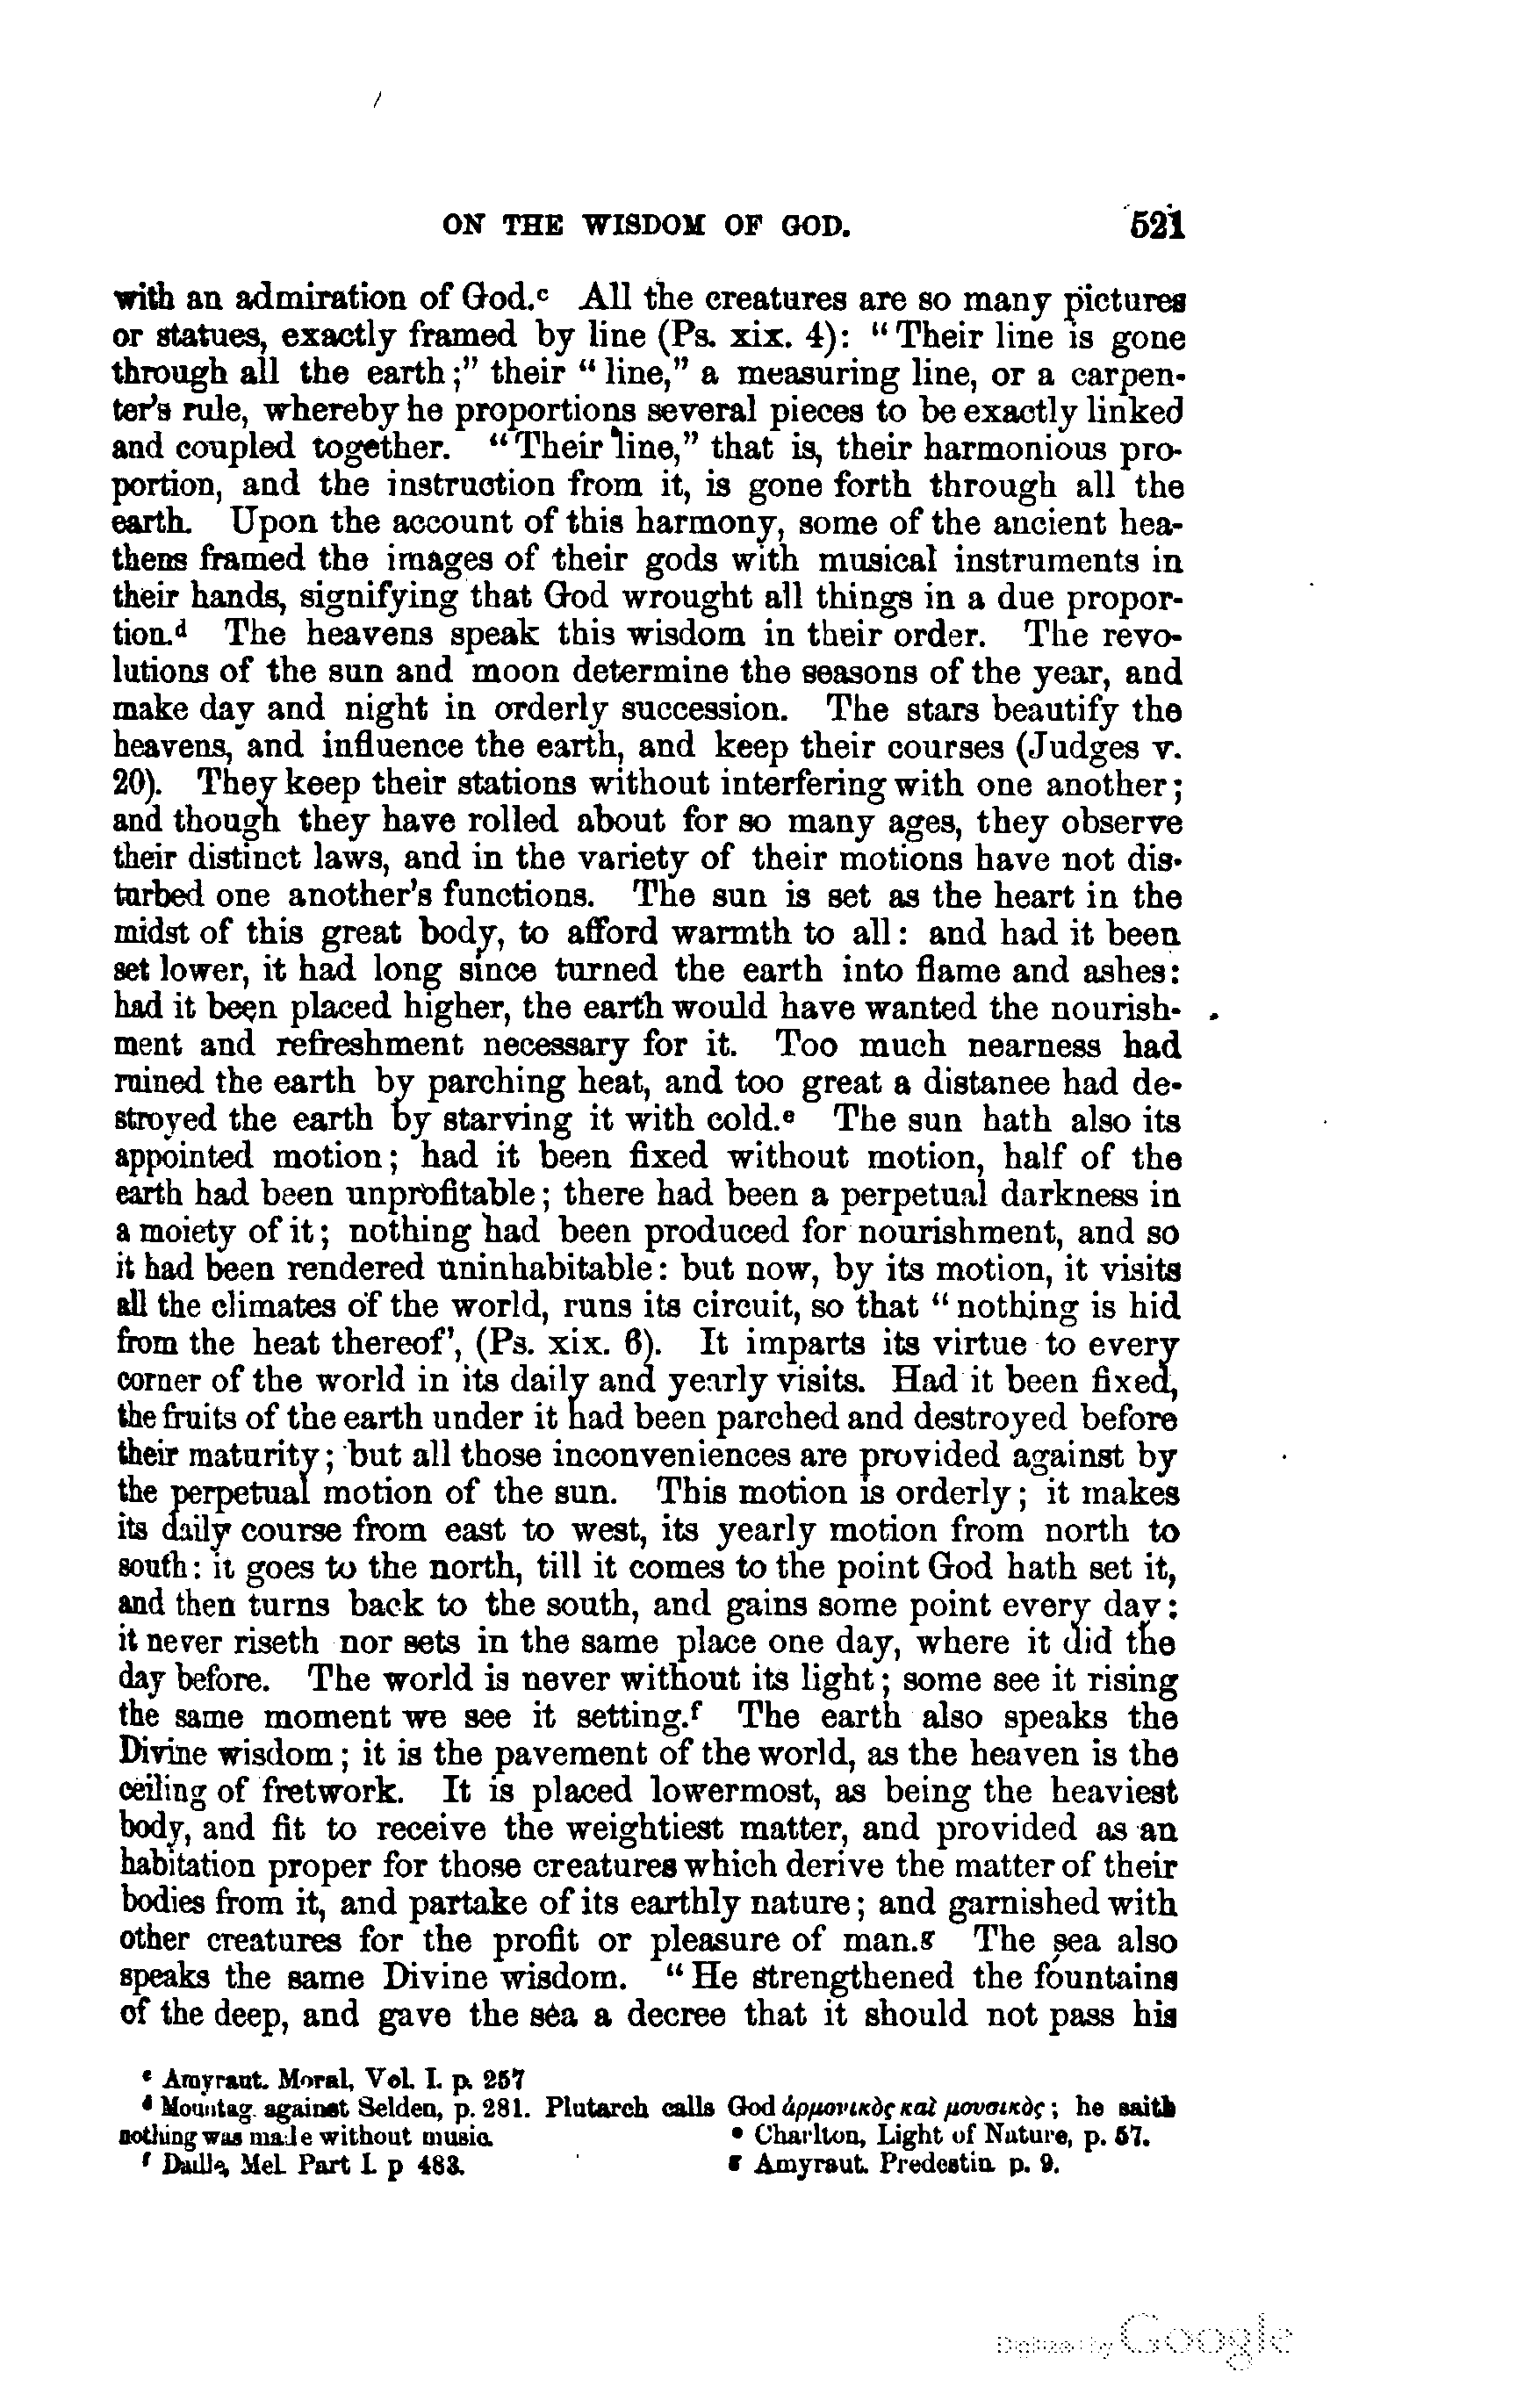 ON THE WISDOM OF GOD. 521
with an admiration of God.ᶜ All the creatures are so many pictures
or statues, exactly framed by line (Ps. xix. 4): “Their line is gone
through all the earth;” their “line,” a measuring line, or a carpen-
ter's rule, whereby he proportions several pieces to be exactly linked
and coupled together. “Their line,” that is, their harmonious pro-
portion, and the instruction from it, is gone forth through all the
earth. Upon the account of this harmony, some of the ancient hea-
thens framed the images of their gods with musical instruments in
their hands, signifying that God wrought all things in a due propor-
tion.ᵈ The heavens speak this wisdom in their order. The revo-
lutions of the sun and moon determine the seasons of the year, and
make day and night in orderly succession. The stars beautify the
heavens, and influence the earth, and keep their courses (Judges v.
20). They keep their stations without interfering with one another;
and though they have rolled about for so many ages, they observe
their distinct laws, and in the variety of their motions have not dis-
turbed one another's functions. The sun is set as the heart in the
midst of this great body, to afford warmth to all: and had it been
set lower, it had long since turned the earth into flame and ashes:
had it been placed higher, the earth would have wanted the nourish-
ment and refreshment necessary for it. Too much nearness had
ruined the earth by parching heat, and too great a distance had de-
stroyed the earth by starving it with cold.ᵉ The sun hath also its
appointed motion; had it been fixed without motion, half of the
earth had been unprofitable; there had been a perpetual darkness in
a moiety of it; nothing had been produced for nourishment, and so
it had been rendered uninhabitable: but now, by its motion, it visits
all the climates of the world, runs its circuit, so that “nothing is hid
from the heat thereof', (Ps. xix. 6). It imparts its virtue to every
corner of the world in its daily and yearly visits. Had it been fixed,
the fruits of the earth under it had been parched and destroyed before
their maturity; but all those inconveniences are provided against by
the perpetual motion of the sun. This motion is orderly; it makes
its daily course from east to west, its yearly motion from north to
south: it goes to the north, till it comes to the point God hath set it,
and then turns back to the south, and gains some point every day:
it never riseth nor sets in the same place one day, where it did the
day before. The world is never without its light; some see it rising
the same moment we see it setting.ᶠ The earth also speaks the
Divine wisdom; it is the pavement of the world, as the heaven is the
ceiling of fretwork. It is placed lowermost, as being the heaviest
body, and fit to receive the weightiest matter, and provided as an
habitation proper for those creatures which derive the matter of their
bodies from it, and partake of its earthly nature; and garnished with
other creatures for the profit or pleasure of man.ᵍ The sea also
speaks the same Divine wisdom. “He strengthened the fountains
of the deep, and gave the sea a decree that it should not pass his
ᶜ Amyraut. Moral, Vol. I. p. 257
ᵈ Mountag. against Selden, p. 281. Plutarch calls God ἁρμονικὸς καὶ μουσικὸς; he saith
nothing was made without music. ᵉ Charlton, Light of Nature, p. 57.
ᶠ Daille, Mel. Part I. p 483. ᵍ Amyraut. Predestin. p. 9.
Digitized by Google